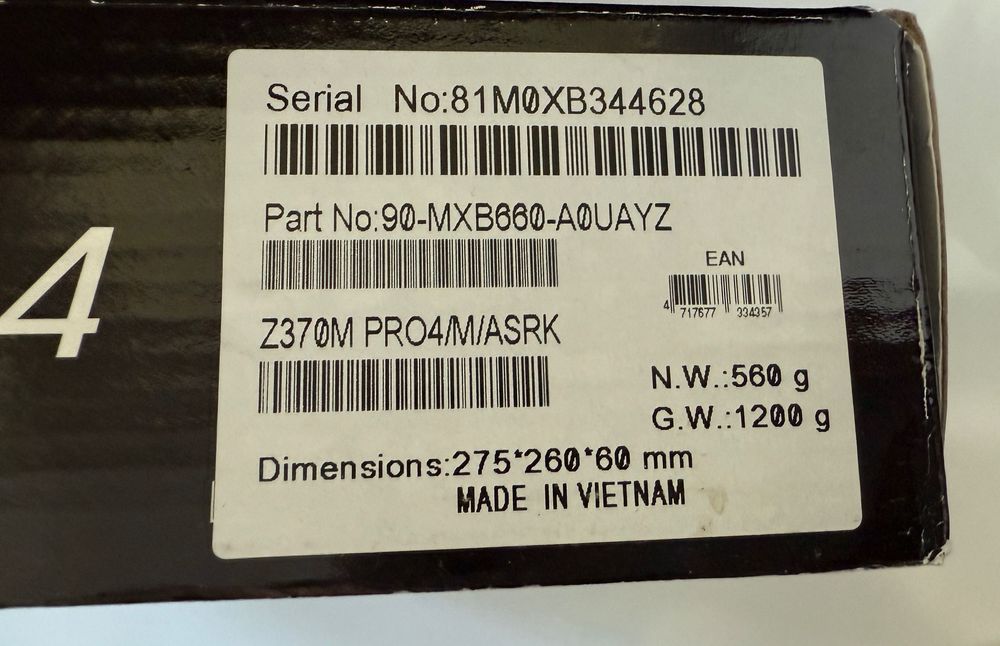 4
Serial No:81M0XB344628
Part No:90-MXB660-A0UAYZ
EAN
4 717677 334357
Z370M PRO4/M/ASRK
N.W.:560 g
G.W.:1200 g
Dimensions:275*260*60 mm
MADE IN VIETNAM